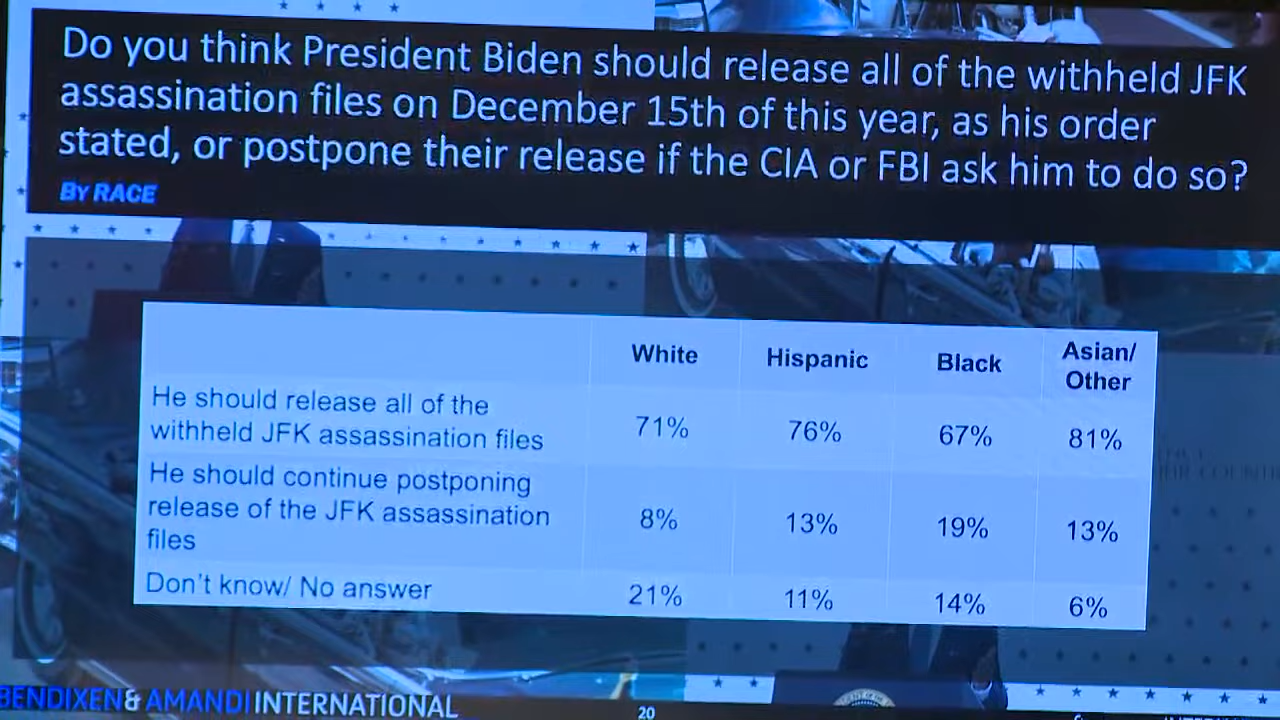 Do you think President Biden should release all of the withheld JFK
assassination files on December 15th of this year, as his order
stated, or postpone their release if the CIA or FBI ask him to do so?
BY RACE
White Hispanic Black Asian/
Other
He should release all of the
withheld JFK assassination files 71% 76% 67% 81%
He should continue postponing
release of the JFK assassination
files 8% 13% 19% 13%
Don't know/ No answer 21% 11% 14% 6%
BENDIXEN & AMANDI INTERNATIONAL
20